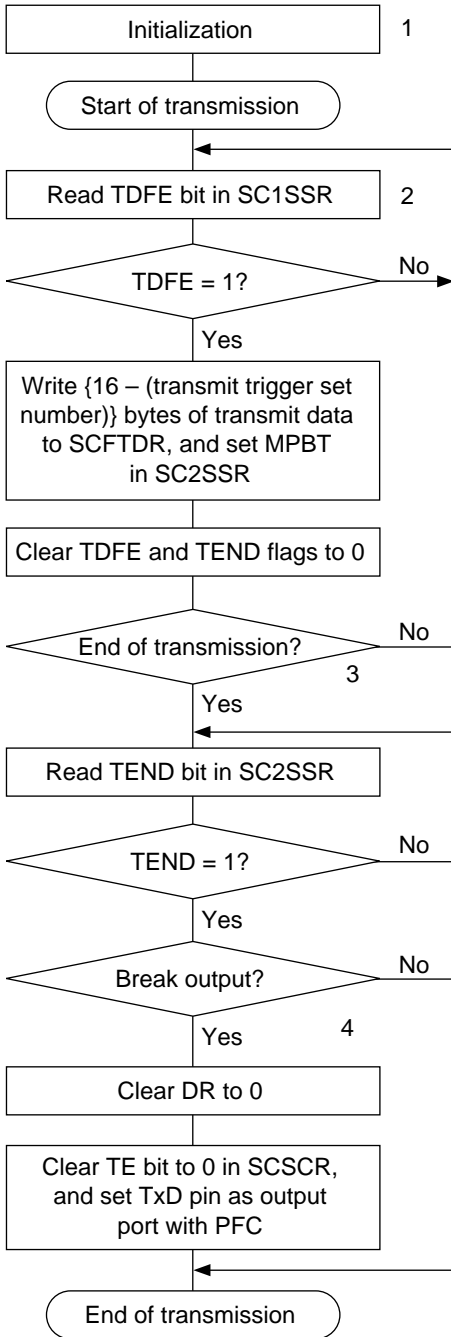 Initialization
1
Start of transmission
Read TDFE bit in SC1SSR
2
TDFE = 1?
No
Yes
Write {16 – (transmit trigger set
number)} bytes of transmit data
to SCFTDR, and set MPBT
in SC2SSR
Clear TDFE and TEND flags to 0
End of transmission?
No
3
Yes
Read TEND bit in SC2SSR
TEND = 1?
No
Yes
Break output?
No
4
Yes
Clear DR to 0
Clear TE bit to 0 in SCSCR,
and set TxD pin as output
port with PFC
End of transmission